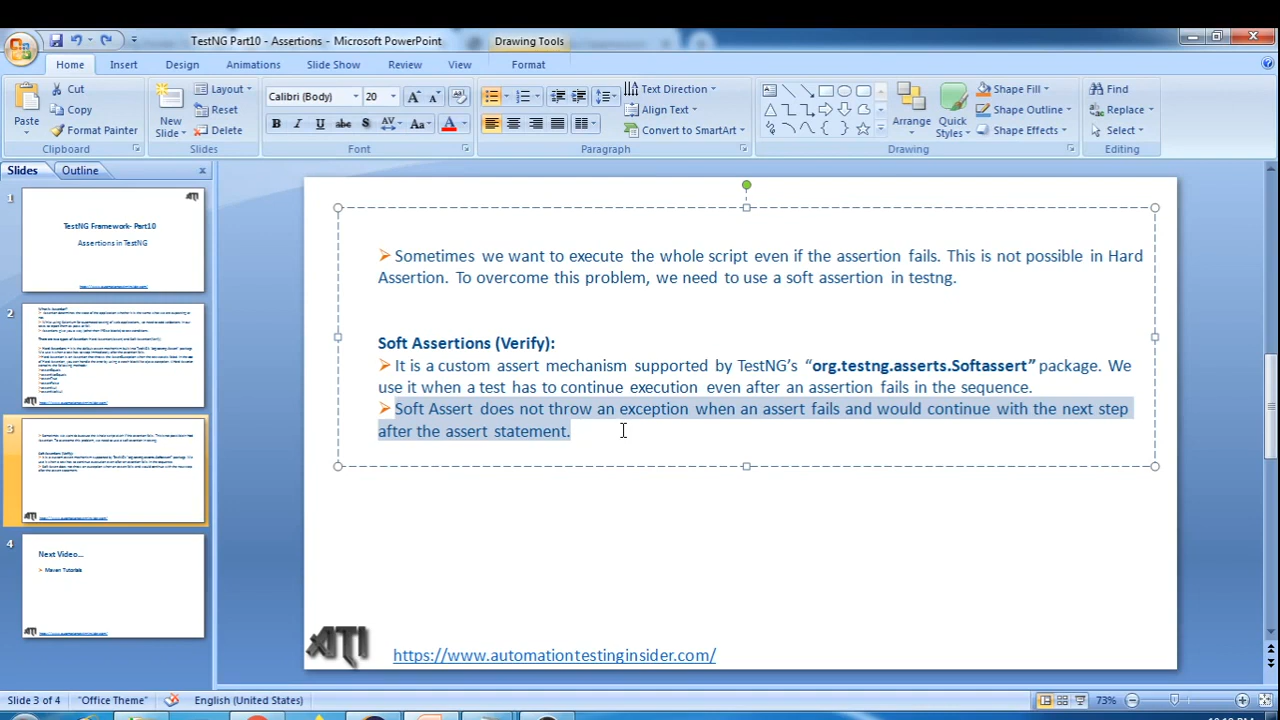 TestNG Part10 - Assertions - Microsoft PowerPoint
Drawing Tools
Home Insert Design Animations Slide Show Review View Format
Paste
Cut
Copy
Format Painter
Clipboard
New Slide
Layout
Reset
Delete
Slides
Calibri (Body) 20
Font
Text Direction
Align Text
Convert to SmartArt
Paragraph
Arrange
Quick Styles
Shape Fill
Shape Outline
Shape Effects
Drawing
Find
Replace
Select
Editing
Slides Outline
1
TestNG Framework- Part10
Assertions in TestNG
2
3
4
Next Video...
Maven Tutorials
Sometimes we want to execute the whole script even if the assertion fails. This is not possible in Hard
Assertion. To overcome this problem, we need to use a soft assertion in testng.
Soft Assertions (Verify):
It is a custom assert mechanism supported by TestNG's "org.testng.asserts.Softassert" package. We
use it when a script has to continue execution even after an assertion fails in the sequence.
Soft Assert does not throw an exception when an assert fails and would continue with the next step
after the assert statement.
ATI
https://www.automationtestinginsider.com/
Slide 3 of 4
"Office Theme"
English (United States)
73%